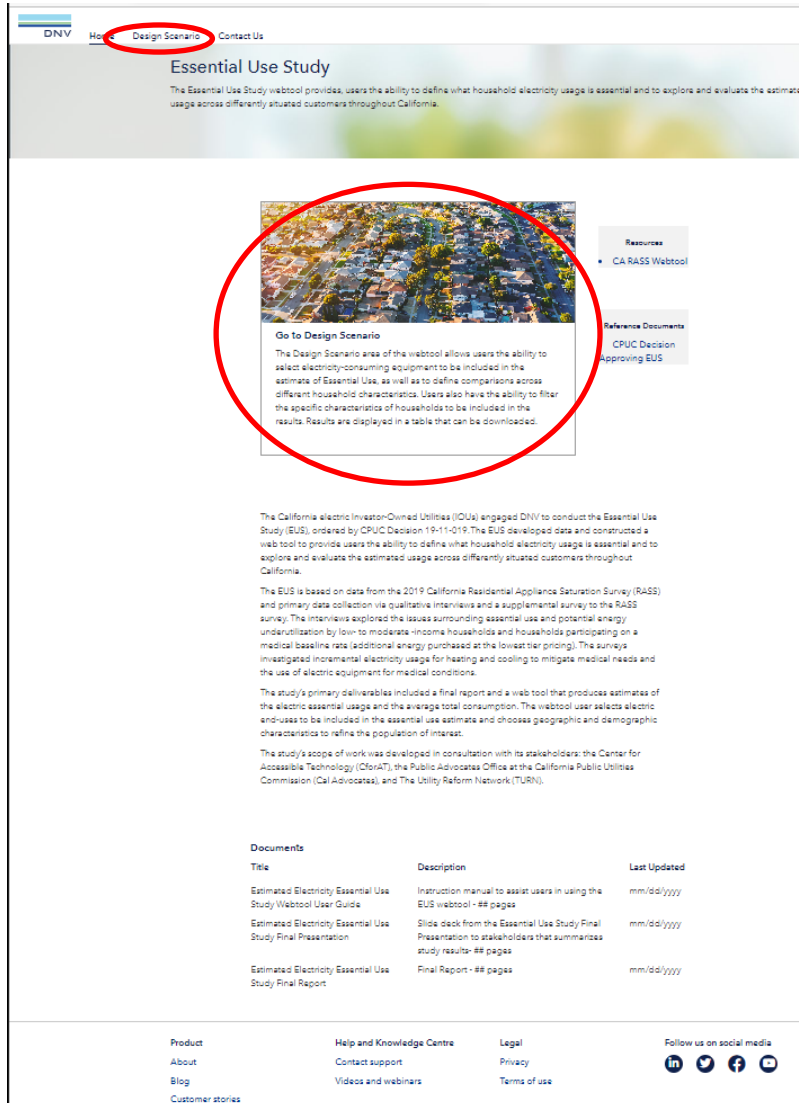 DNV
Home Design Scenario Contact Us
Essential Use Study
The Essential Use Study webtool provides, users the ability to define what household electricity usage is essential and to explore and evaluate the estimate
usage across differently situated customers throughout California.
Go to Design Scenario
The Design Scenario area of the webtool allows users the ability to
select electricity-consuming equipment to be included in the
estimate of Essential Use, as well as to define comparisons across
different household characteristics. Users also have the ability to filter
the specific characteristics of households to be included in the
results. Results are displayed in a table that can be downloaded.
Resources
• CA RASS Webtool
Reference Documents
CPUC Decision
Approving EUS
The California electric Investor-Owned Utilities (IOUs) engaged DNV to conduct the Essential Use
Study (EUS), ordered by CPUC Decision 19-11-019. The EUS developed data and constructed a
web tool to provide users the ability to define what household electricity usage is essential and to
explore and evaluate the estimated usage across differently situated customers throughout
California.
The EUS is based on data from the 2019 California Residential Appliance Saturation Survey (RASS)
and primary data collection via qualitative interviews and a supplemental survey to the RASS
survey. The interviews explored the issues surrounding essential use and potential energy
underutilization by low- to moderate -income households and households participating on a
medical baseline rate (additional energy purchased at the lowest tier pricing). The surveys
investigated incremental electricity usage for heating and cooling to mitigate medical needs and
the use of electric equipment for medical conditions.
The study's primary deliverables included a final report and a web tool that produces estimates of
the electric essential usage and the average total consumption. The webtool user selects electric
end-uses to be included in the essential use estimate and chooses geographic and demographic
characteristics to refine the population of interest.
The study's scope of work was developed in consultation with its stakeholders: the Center for
Accessible Technology (CforAT), the Public Advocates Office at the California Public Utilities
Commission (Cal Advocates), and The Utility Reform Network (TURN).
Documents
Title Description Last Updated
Estimated Electricity Essential Use Instruction manual to assist users in using the mm/dd/yyyy
Study Webtool User Guide EUS webtool - ## pages
Estimated Electricity Essential Use Slide deck from the Essential Use Study Final mm/dd/yyyy
Study Final Presentation Presentation to stakeholders that summarizes
study results- ## pages
Estimated Electricity Essential Use Final Report - ## pages mm/dd/yyyy
Study Final Report
Product Help and Knowledge Centre Legal Follow us on social media
About Contact support Privacy
Blog Videos and webinars Terms of use
Customer stories